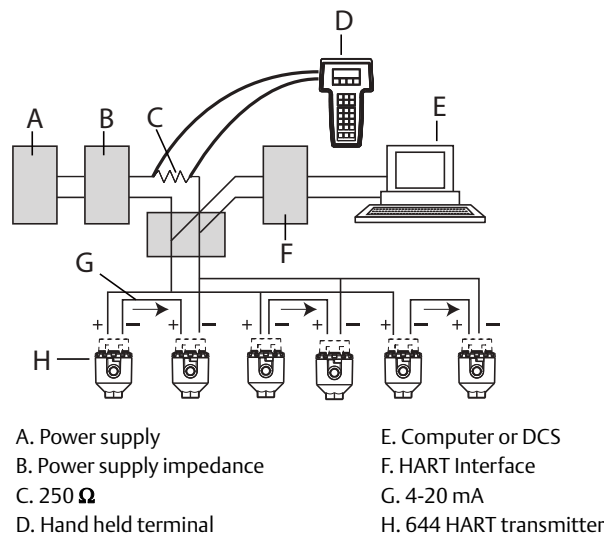 D
A B C E
F
G
+ − + − + − + − + − + −
H
A. Power supply
B. Power supply impedance
C. 250 Ω
D. Hand held terminal
E. Computer or DCS
F. HART Interface
G. 4-20 mA
H. 644 HART transmitter